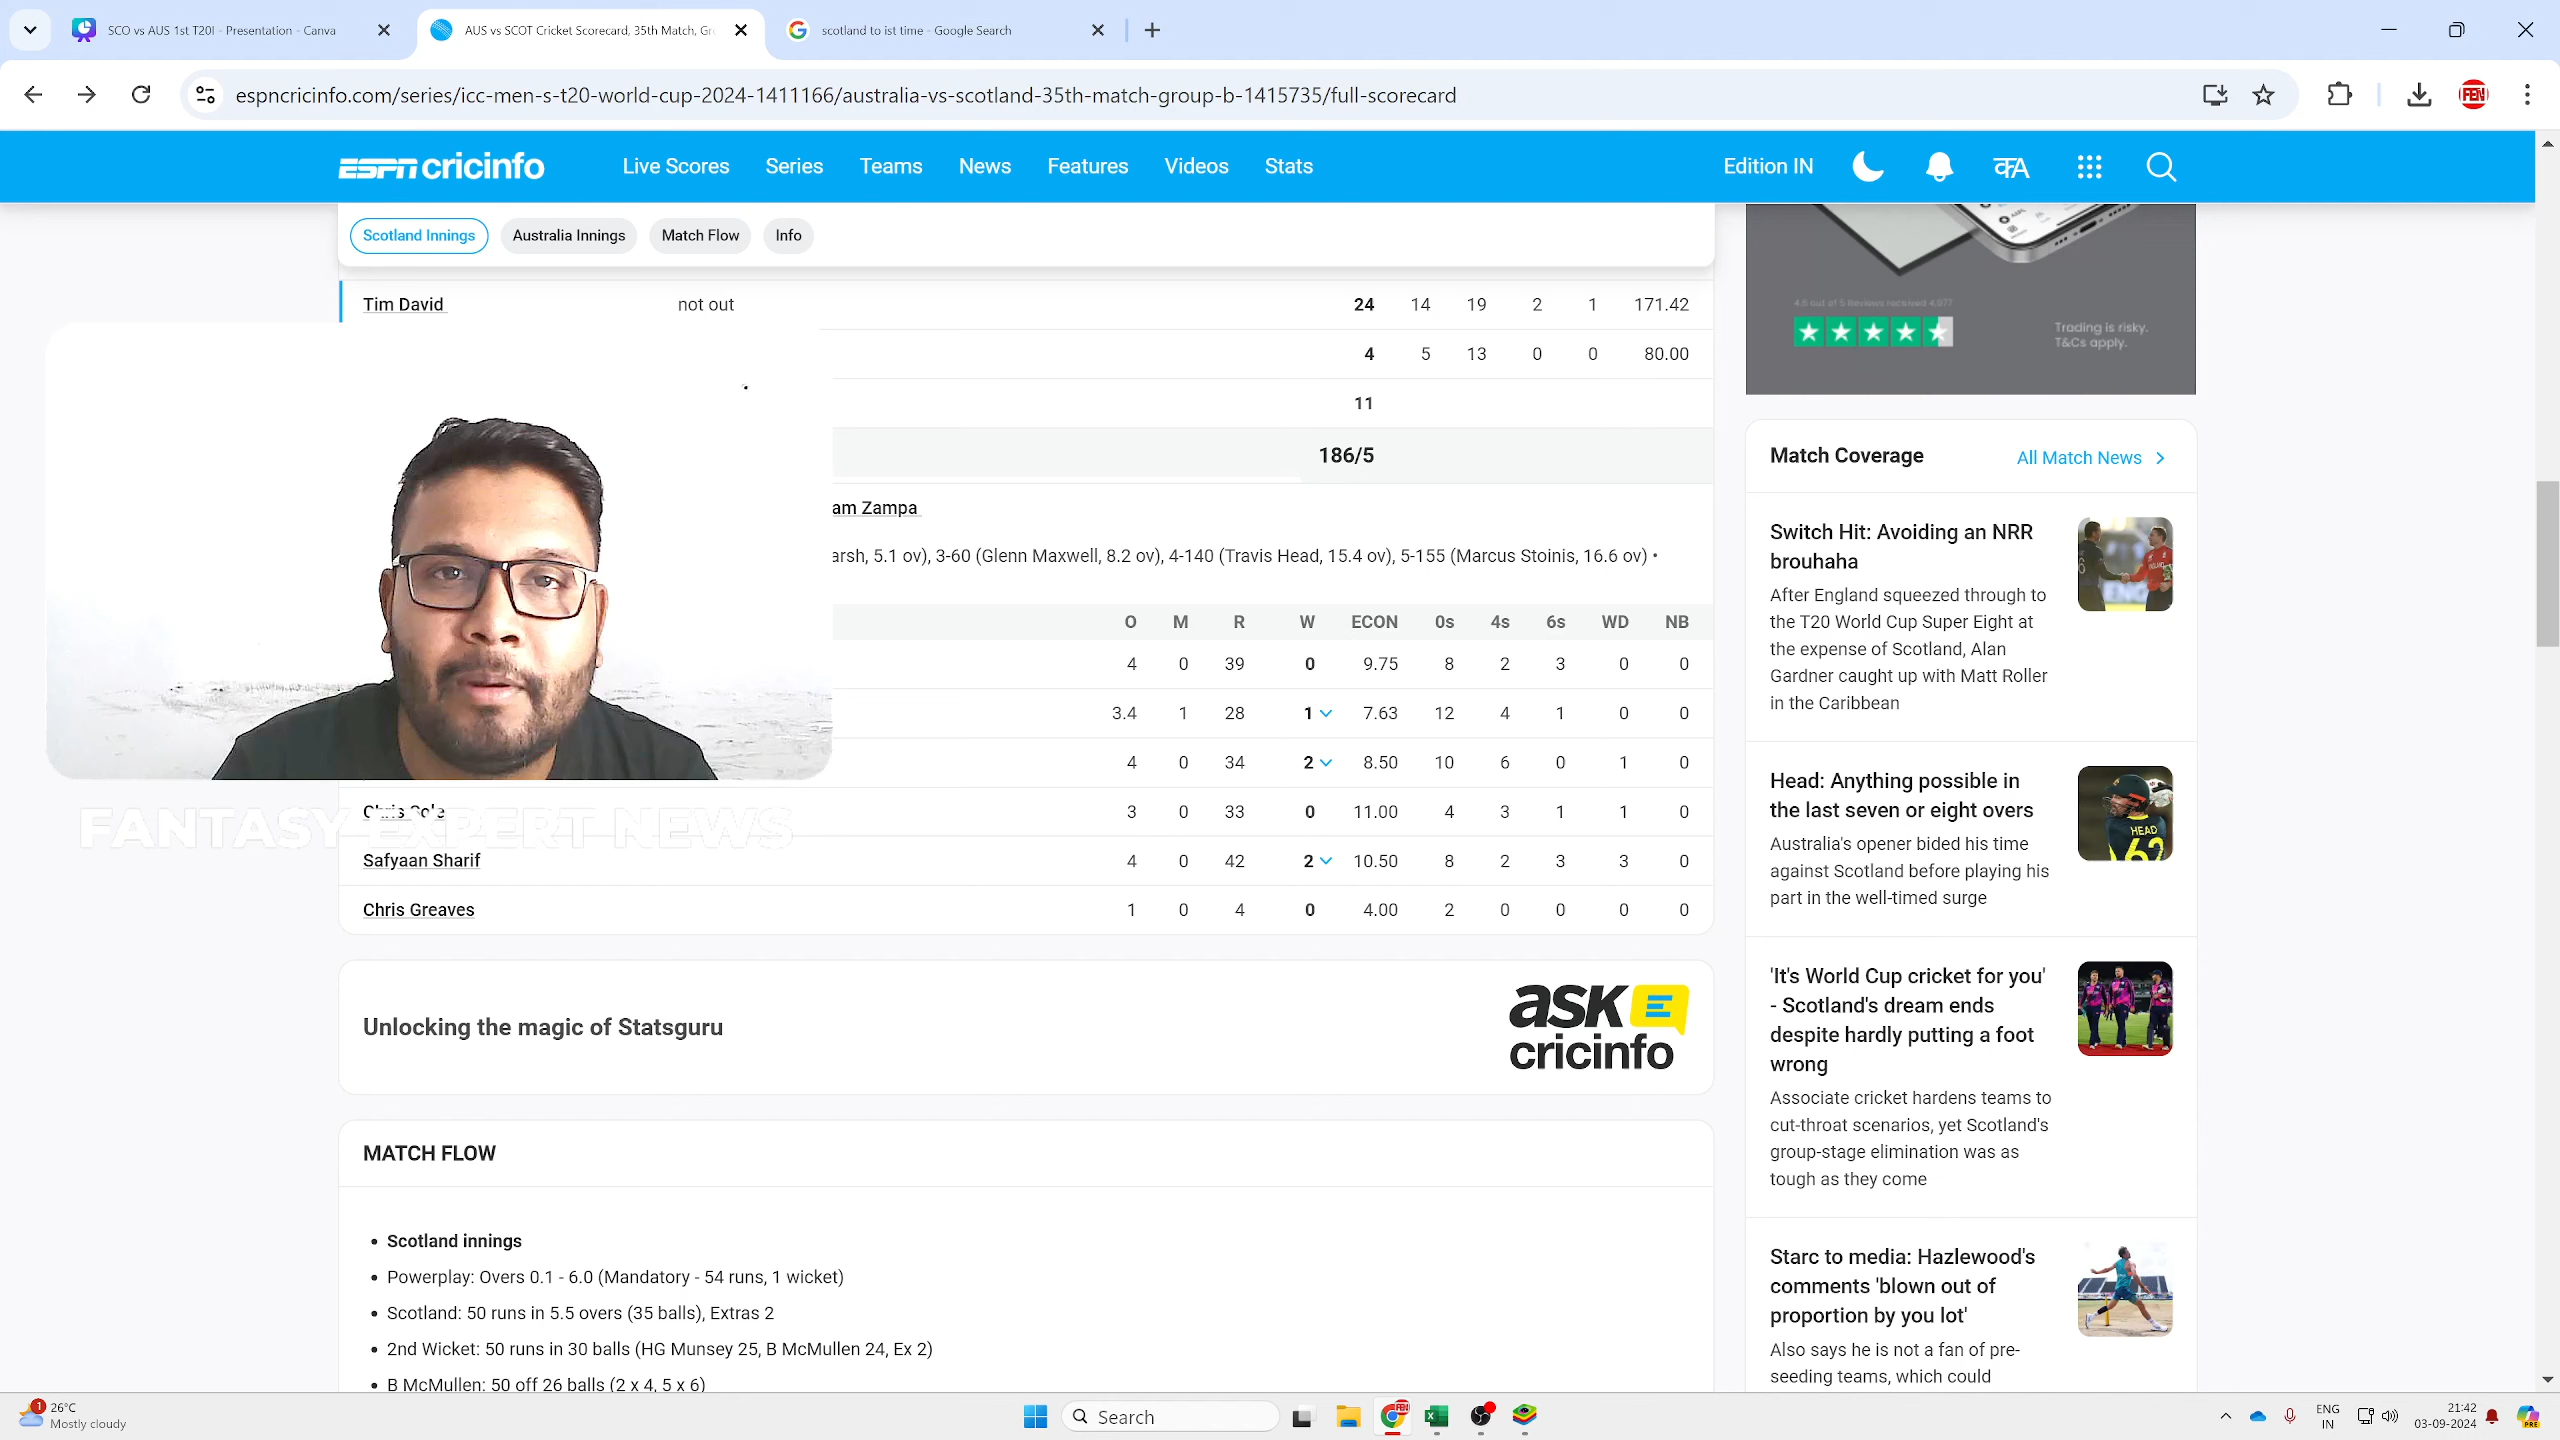 SCO vs AUS 1st T20I - Presentation - Canva
AUS vs SCOT Cricket Scorecard, 35th Match, Gr
scotland to ist time - Google Search
espncricinfo.com/series/icc-men-s-t20-world-cup-2024-1411166/australia-vs-scotland-35th-match-group-b-1415735/full-scorecard
FEN
ESPN cricinfo Live Scores Series Teams News Features Videos Stats Edition IN
Scotland Innings Australia Innings Match Flow Info
Tim David not out 24 14 19 2 1 171.42
4 5 13 0 0 80.00
11
186/5
am Zampa
arsh, 5.1 ov), 3-60 (Glenn Maxwell, 8.2 ov), 4-140 (Travis Head, 15.4 ov), 5-155 (Marcus Stoinis, 16.6 ov) •
O M R W ECON 0s 4s 6s WD NB
4 0 39 0 9.75 8 2 3 0 0
3.4 1 28 1 7.63 12 4 1 0 0
4 0 34 2 8.50 10 6 0 1 0
Chris Sole 3 0 33 0 11.00 4 3 1 1 0
FANTASY EXPERT NEWS
Safyaan Sharif 4 0 42 2 10.50 8 2 3 3 0
Chris Greaves 1 0 4 0 4.00 2 0 0 0 0
Unlocking the magic of Statsguru
ask
cricinfo
MATCH FLOW
• Scotland innings
• Powerplay: Overs 0.1 - 6.0 (Mandatory - 54 runs, 1 wicket)
• Scotland: 50 runs in 5.5 overs (35 balls), Extras 2
• 2nd Wicket: 50 runs in 30 balls (HG Munsey 25, B McMullen 24, Ex 2)
• B McMullen: 50 off 26 balls (2 x 4, 5 x 6)
4.6 out of 5 Reviews received 4,977
Trading is risky.
T&Cs apply.
Match Coverage All Match News
Switch Hit: Avoiding an NRR
brouhaha
After England squeezed through to
the T20 World Cup Super Eight at
the expense of Scotland, Alan
Gardner caught up with Matt Roller
in the Caribbean
Head: Anything possible in
the last seven or eight overs
Australia's opener bided his time
against Scotland before playing his
part in the well-timed surge
HEAD
62
'It's World Cup cricket for you'
- Scotland's dream ends
despite hardly putting a foot
wrong
Associate cricket hardens teams to
cut-throat scenarios, yet Scotland's
group-stage elimination was as
tough as they come
Starc to media: Hazlewood's
comments 'blown out of
proportion by you lot'
Also says he is not a fan of pre-
seeding teams, which could
1
26°C
Mostly cloudy
Search
ENG
IN
21:42
03-09-2024
PRE